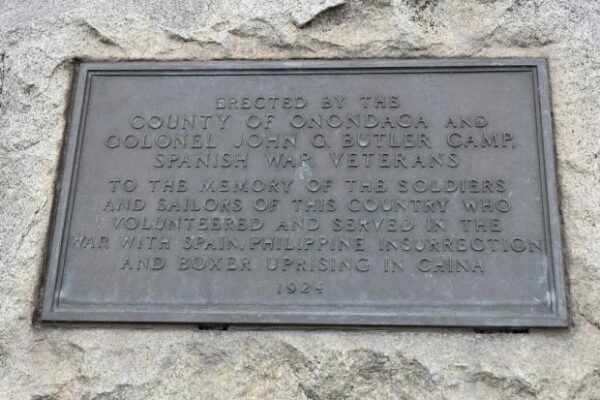 ERECTED BY THE
COUNTY OF ONONDAGA AND
COLONEL JOHN G. BUTLER CAMP,
SPANISH WAR VETERANS
TO THE MEMORY OF THE SOLDIERS
AND SAILORS OF THIS COUNTRY WHO
VOLUNTEERED AND SERVED IN THE
WAR WITH SPAIN, PHILIPPINE INSURRECTION
AND BOXER UPRISING IN CHINA
1924